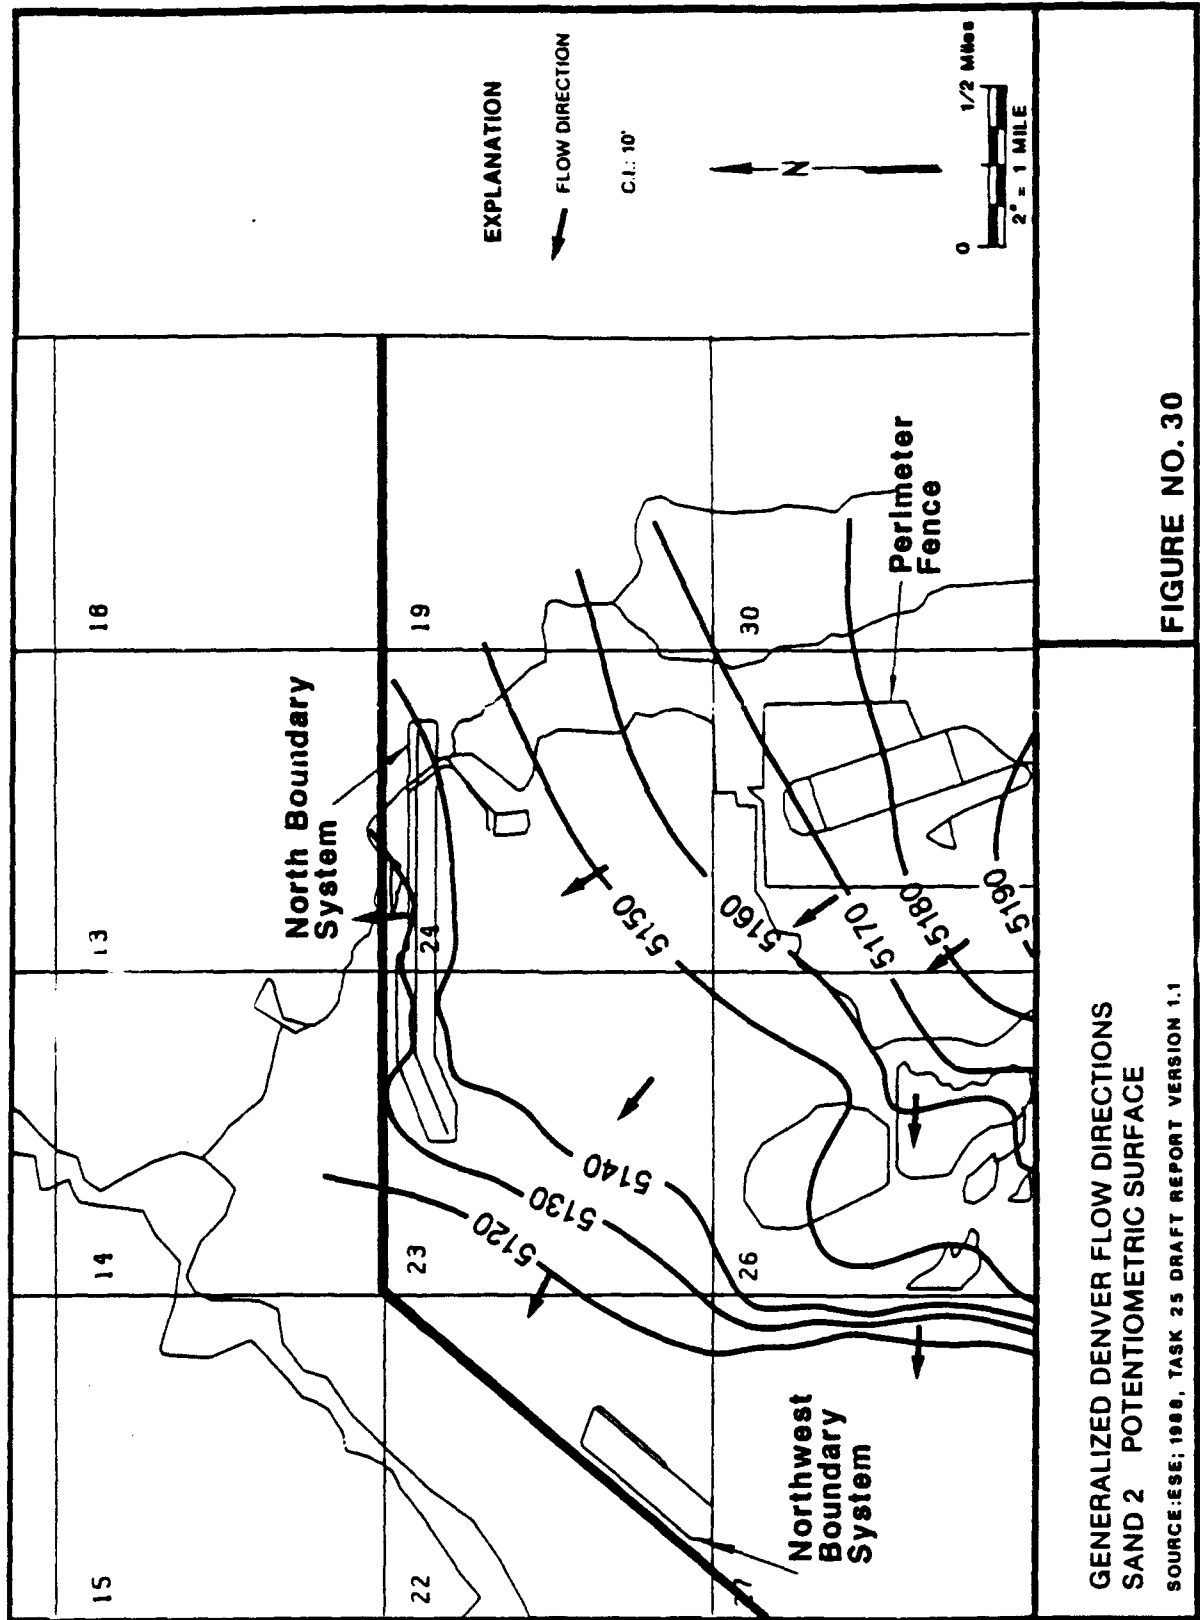 15
14
13
18
North Boundary
System
22
23
24
19
5120
5130
5140
5150
5160
5170
5180
5190
5190
26
30
27
Northwest
Boundary
System
Perimeter
Fence
EXPLANATION
FLOW DIRECTION
C.I.: 10'
N
0
1/2 Miles
2" = 1 MILE
GENERALIZED DENVER FLOW DIRECTIONS
SAND 2 POTENTIOMETRIC SURFACE
SOURCE:ESE; 1988, TASK 25 DRAFT REPORT VERSION 1.1
FIGURE NO. 30